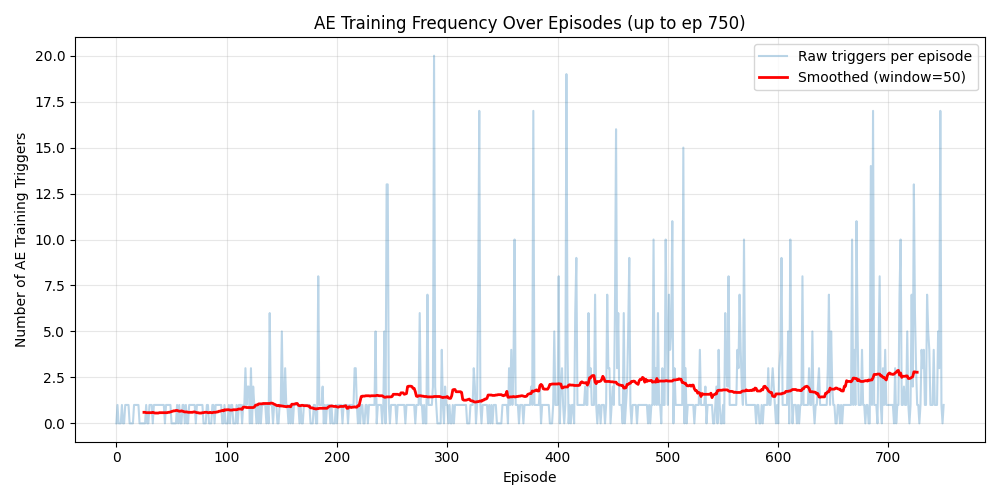 AE Training Frequency Over Episodes (up to ep 750)
Raw triggers per episode
Smoothed (window=50)
Number of AE Training Triggers
20.0
17.5
15.0
12.5
10.0
7.5
5.0
2.5
0.0
0 100 200 300 400 500 600 700
Episode